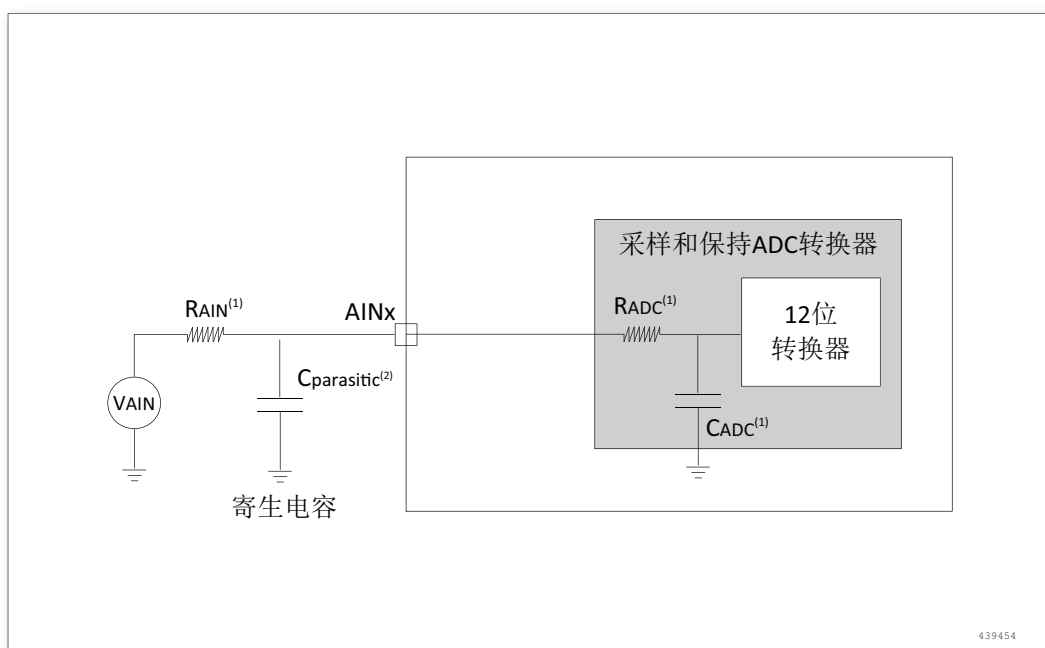 采样和保持ADC转换器
RAIN(1)
AINx
RADC(1)
12位
转换器
Cparasitic(2)
VAIN
CADC(1)
寄生电容
439454